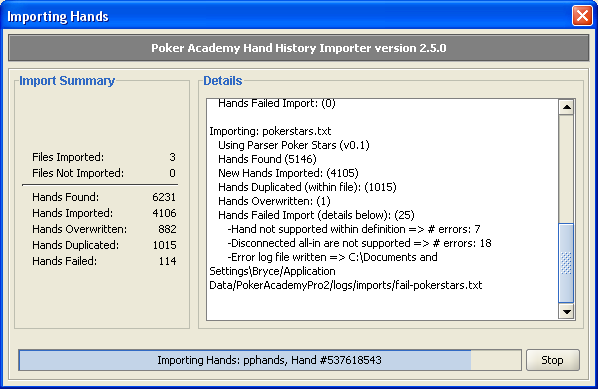 Importing Hands
Poker Academy Hand History Importer version 2.5.0
Import Summary
Files Imported: 3
Files Not Imported: 0
Hands Found: 6231
Hands Imported: 4106
Hands Overwritten: 882
Hands Duplicated: 1015
Hands Failed: 114
Details
Hands Failed Import: (0)
Importing: pokerstars.txt
Using Parser Poker Stars (v0.1)
Hands Found (5146)
New Hands Imported: (4105)
Hands Duplicated (within file): (1015)
Hands Overwritten: (1)
Hands Failed Import (details below): (25)
-Hand not supported within definition => # errors: 7
-Disconnected all-in are not supported => # errors: 18
-Error log file written => C:\Documents and
Settings\Bryce/Application
Data/PokerAcademyPro2/logs/imports/fail-pokerstars.txt
Importing Hands: pphands, Hand #537618543
Stop